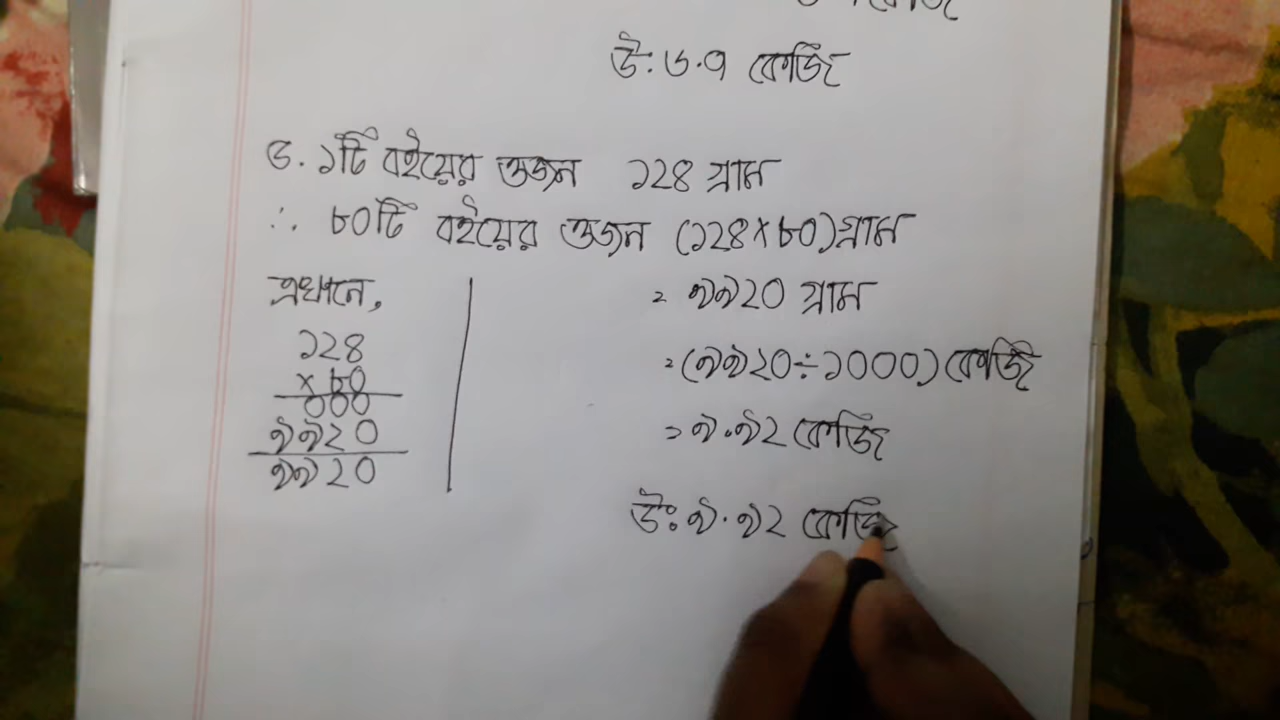 উ: ৬.৭ কেজি
৩. ১টি বইয়ের ওজন ১২৪ গ্রাম
∴ ৮০টি বইয়ের ওজন (১২৪×৮০) গ্রাম
= ৯৯২০ গ্রাম
= (৯৯২০÷১০০০) কেজি
= ৯.৯২ কেজি
উঃ ৯.৯২ কেজি
এখানে,
১২৪
×৮০
০০০
৯৯২০
৯৯২০